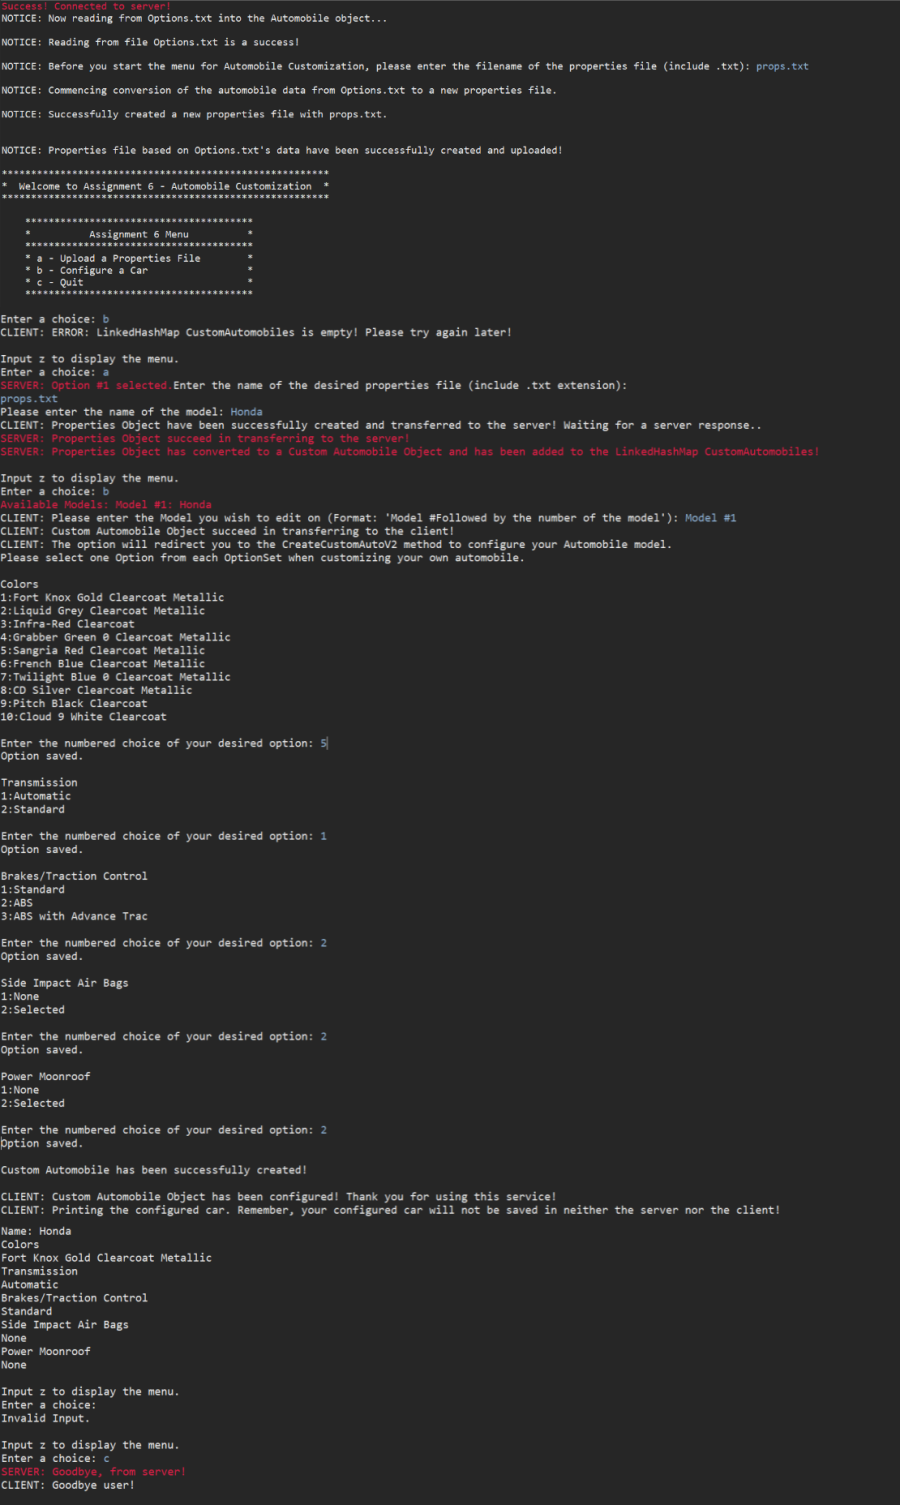 Success! Connected to server!
NOTICE: Now reading from Options.txt into the Automobile object...
NOTICE: Reading from file Options.txt is a success!
NOTICE: Before you start the menu for Automobile Customization, please enter the filename of the properties file (include .txt): props.txt
NOTICE: Commencing conversion of the automobile data from Options.txt to a new properties file.
NOTICE: Successfully created a new properties file with props.txt.
NOTICE: Properties file based on Options.txt's data have been successfully created and uploaded!
********************************************************
*  Welcome to Assignment 6 - Automobile Customization  *
********************************************************
***************************************
*          Assignment 6 Menu          *
***************************************
* a - Upload a Properties File        *
* b - Configure a Car                 *
* c - Quit                            *
***************************************
Enter a choice: b
CLIENT: ERROR: LinkedHashMap CustomAutomobiles is empty! Please try again later!
Input z to display the menu.
Enter a choice: a
SERVER: Option #1 selected.Enter the name of the desired properties file (include .txt extension):
props.txt
Please enter the name of the model: Honda
CLIENT: Properties Object have been successfully created and transferred to the server! Waiting for a server response..
SERVER: Properties Object succeed in transferring to the server!
SERVER: Properties Object has converted to a Custom Automobile Object and has been added to the LinkedHashMap CustomAutomobiles!
Input z to display the menu.
Enter a choice: b
Available Models: Model #1: Honda
CLIENT: Please enter the Model you wish to edit on (Format: 'Model #Followed by the number of the model'): Model #1
CLIENT: Custom Automobile Object succeed in transferring to the client!
CLIENT: The option will redirect you to the CreateCustomAutoV2 method to configure your Automobile model.
Please select one Option from each OptionSet when customizing your own automobile.
Colors
1:Fort Knox Gold Clearcoat Metallic
2:Liquid Grey Clearcoat Metallic
3:Infra-Red Clearcoat
4:Grabber Green 0 Clearcoat Metallic
5:Sangria Red Clearcoat Metallic
6:French Blue Clearcoat Metallic
7:Twilight Blue 0 Clearcoat Metallic
8:CD Silver Clearcoat Metallic
9:Pitch Black Clearcoat
10:Cloud 9 White Clearcoat
Enter the numbered choice of your desired option: 5
Option saved.
Transmission
1:Automatic
2:Standard
Enter the numbered choice of your desired option: 1
Option saved.
Brakes/Traction Control
1:Standard
2:ABS
3:ABS with Advance Trac
Enter the numbered choice of your desired option: 2
Option saved.
Side Impact Air Bags
1:None
2:Selected
Enter the numbered choice of your desired option: 2
Option saved.
Power Moonroof
1:None
2:Selected
Enter the numbered choice of your desired option: 2
Option saved.
Custom Automobile has been successfully created!
CLIENT: Custom Automobile Object has been configured! Thank you for using this service!
CLIENT: Printing the configured car. Remember, your configured car will not be saved in neither the server nor the client!
Name: Honda
Colors
Fort Knox Gold Clearcoat Metallic
Transmission
Automatic
Brakes/Traction Control
Standard
Side Impact Air Bags
None
Power Moonroof
None
Input z to display the menu.
Enter a choice:
Invalid Input.
Input z to display the menu.
Enter a choice: c
SERVER: Goodbye, from server!
CLIENT: Goodbye user!